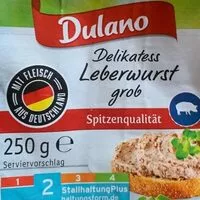 Dulano
Delikatess
Leberwurst
grob
MIT FLEISCH
AUS DEUTSCHLAND
Spitzenqualität
250 g e
Serviervorschlag
1 2 3 4
StallhaltungPlus
haltungsform.de